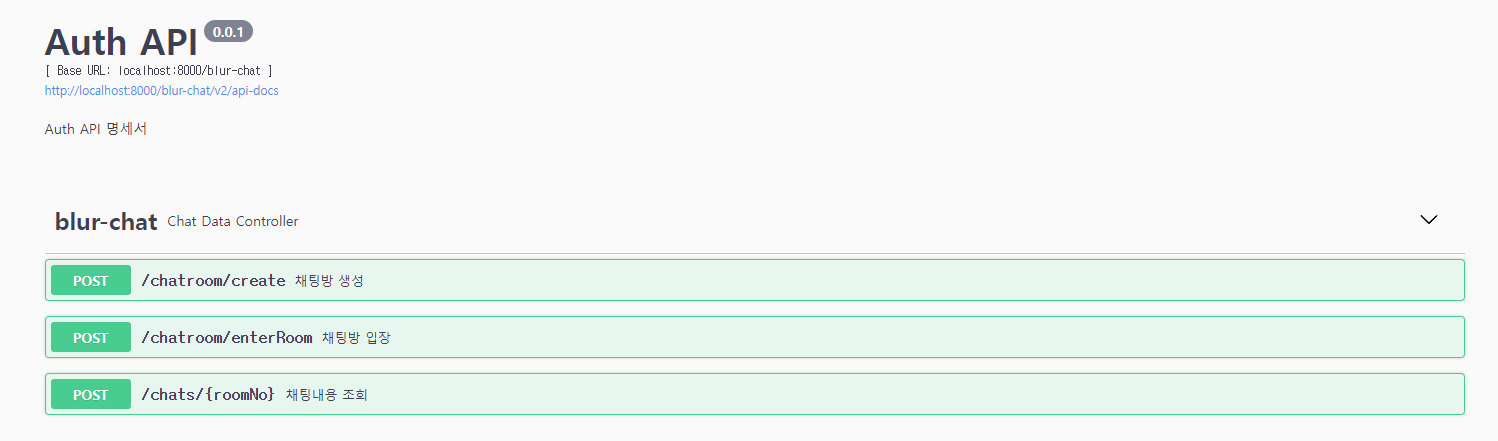 Auth API 0.0.1
[ Base URL: localhost:8000/blur-chat ]
http://localhost:8000/blur-chat/v2/api-docs
Auth API 명세서
blur-chat Chat Data Controller
POST /chatroom/create 채팅방 생성
POST /chatroom/enterRoom 채팅방 입장
POST /chats/{roomNo} 채팅내용 조회